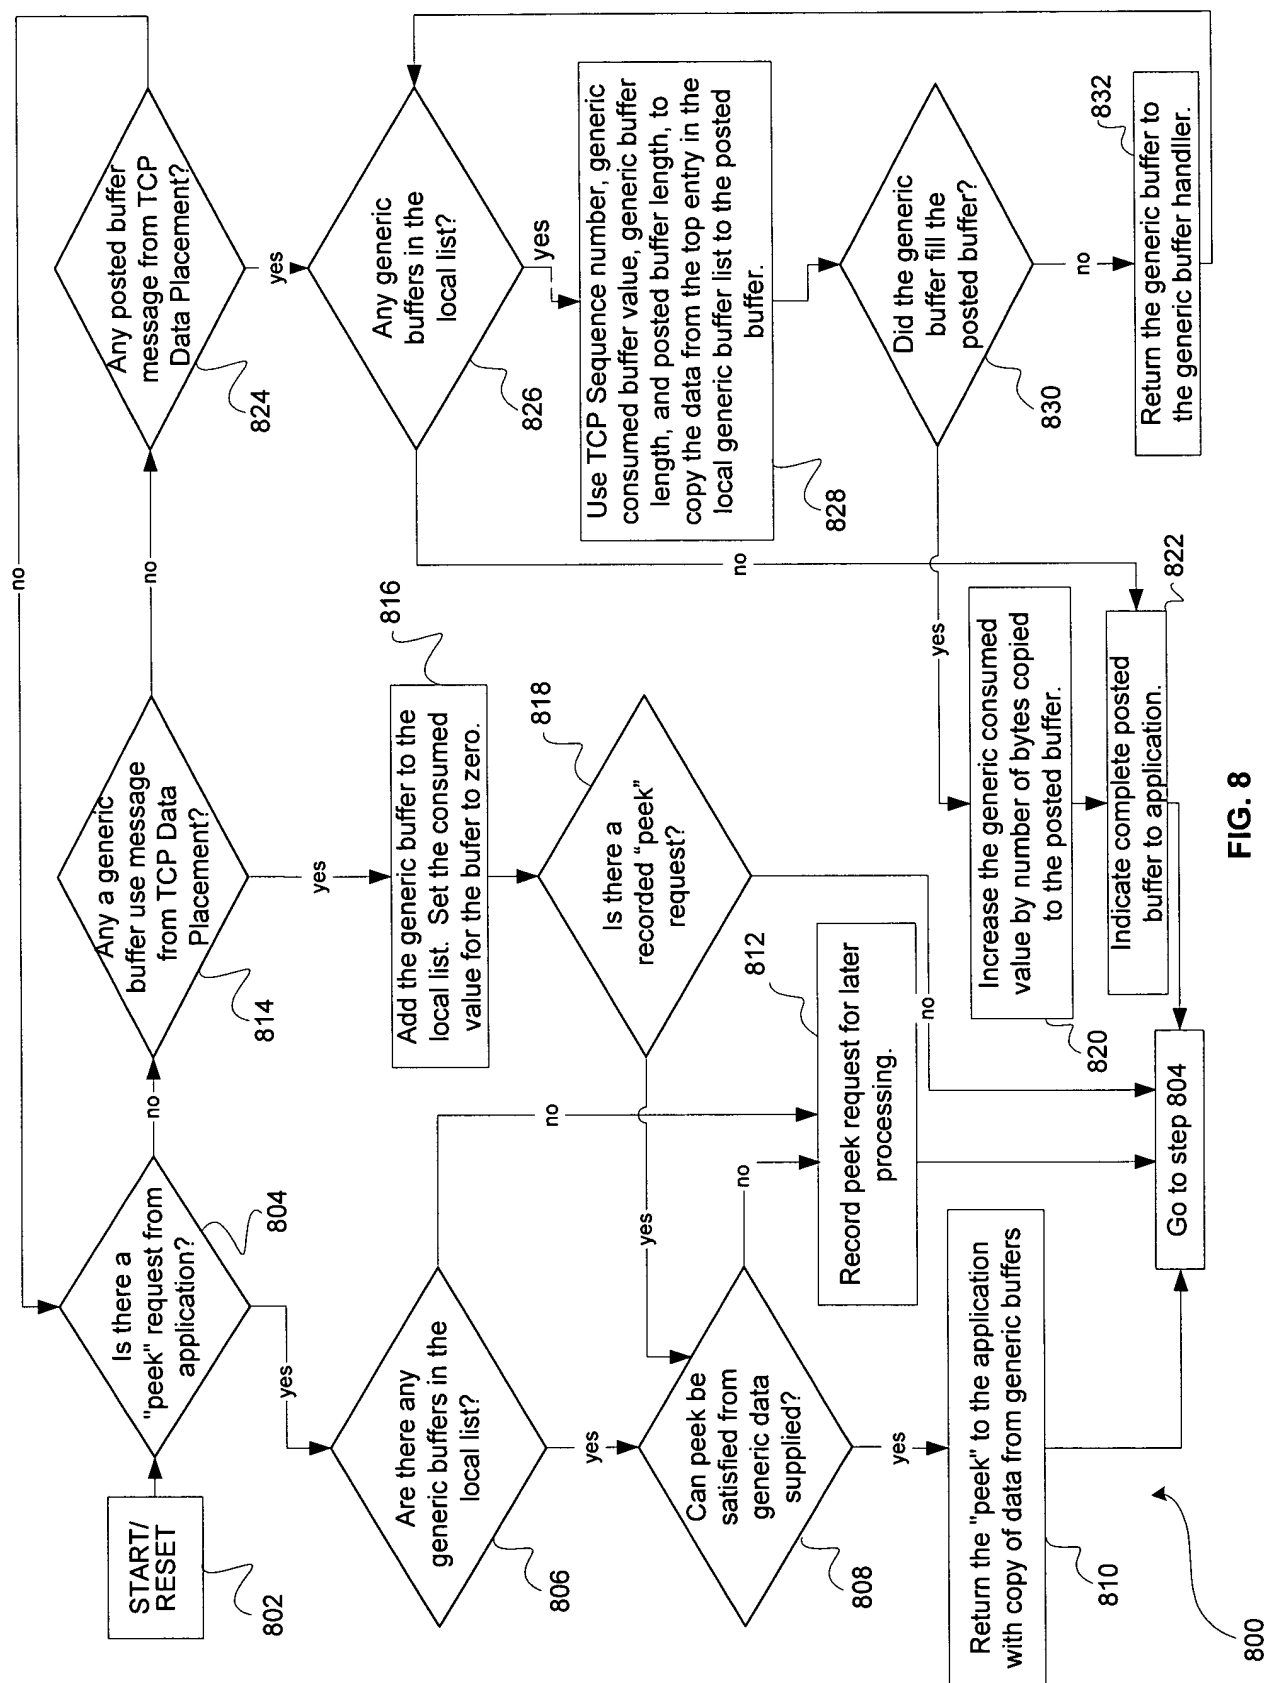 START/
RESET
802
Is there a
"peek" request from
application?
804
no
yes
Any a generic
buffer use message
from TCP Data
Placement?
814
no
yes
Any posted buffer
message from TCP
Data Placement?
824
no
yes
Are there any
generic buffers in the
local list?
806
no
yes
Can peek be
satisfied from
generic data
supplied?
808
no
yes
Return the "peek" to the application
with copy of data from generic buffers
810
Record peek request for later
processing.
812
Add the generic buffer to the
local list. Set the consumed
value for the bufer to zero.
816
Is there a
recorded “peek”
request?
818
yes
no
Any generic
buffers in the
local list?
826
yes
no
Use TCP Sequence number, generic
consumed buffer value, generic buffer
length, and posted buffer length, to
copy the data from the top entry in the
local generic buffer list to the posted
buffer.
828
Did the generic
buffer fill the
posted buffer?
830
yes
no
Return the generic buffer to
the generic buffer handller.
832
Increase the generic consumed
value by number of bytes copied
to the posted buffer.
820
Indicate complete posted
buffer to application.
822
Go to step 804
800
FIG. 8